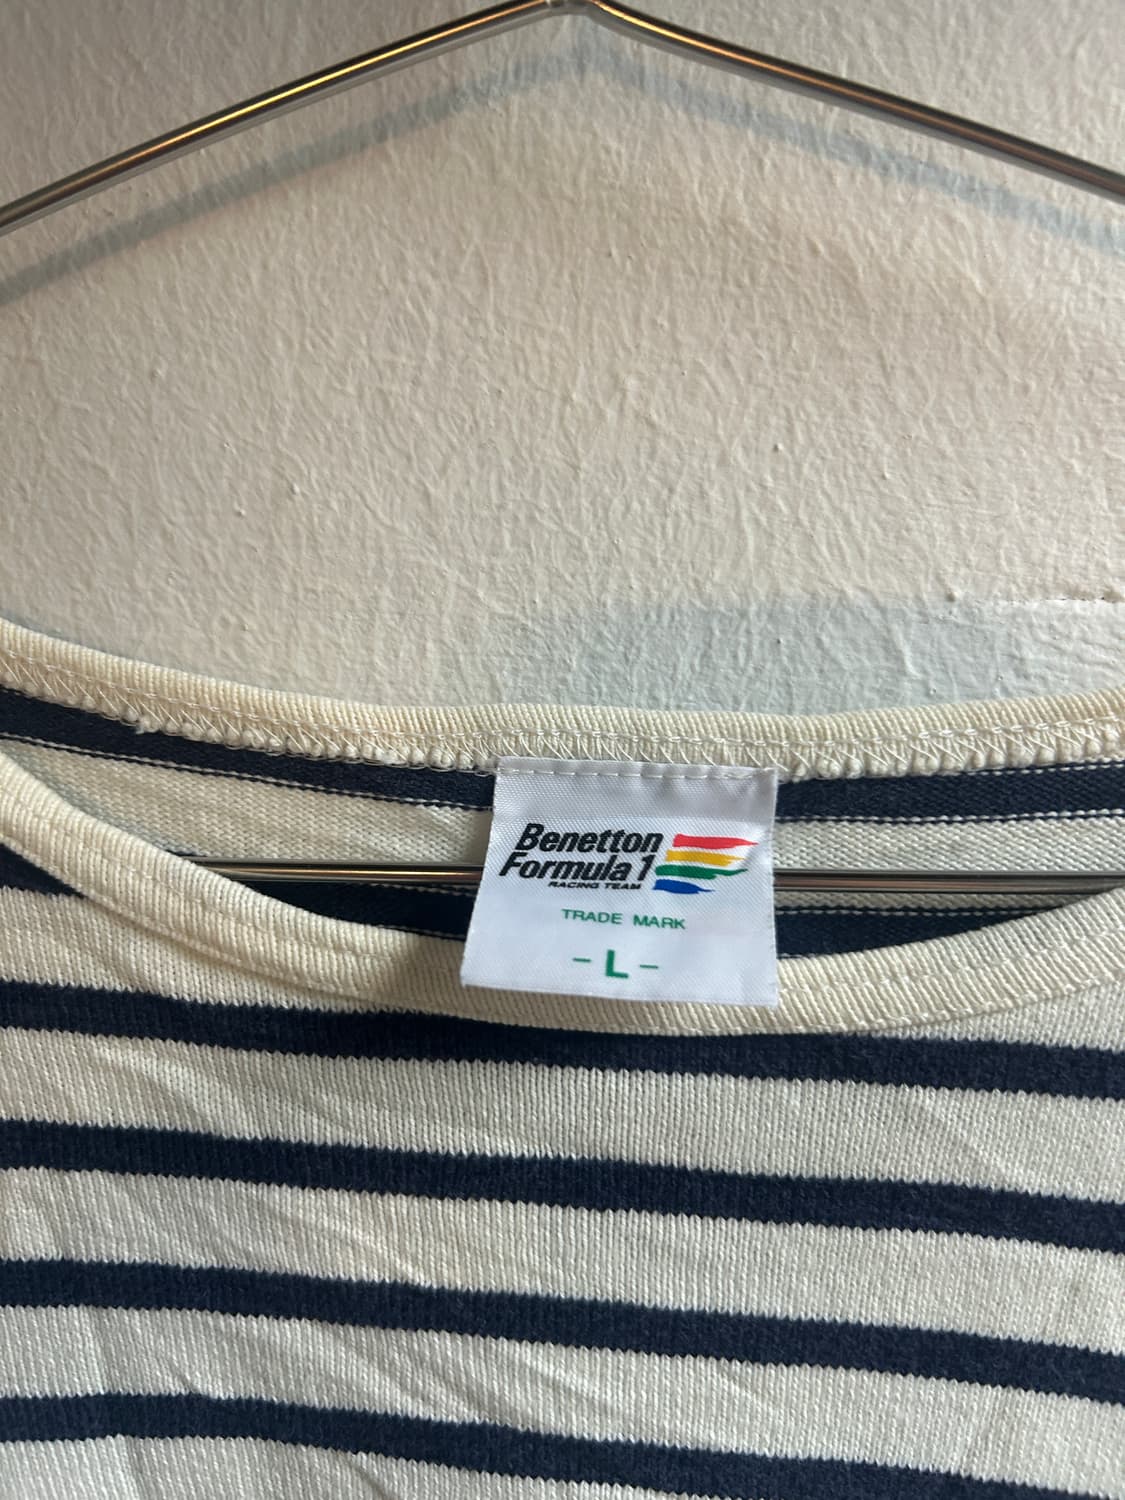 Benetton
Formula 1
RACING TEAM
TRADE MARK
- L -